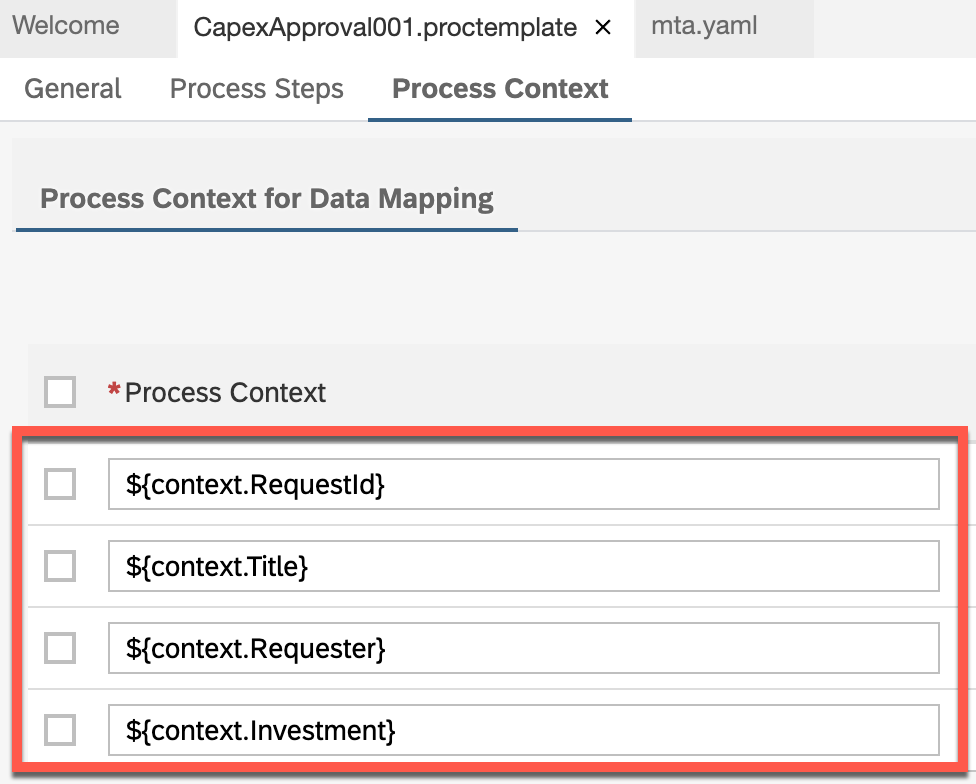 Welcome CapexApproval001.proctemplate × mta.yaml
General Process Steps Process Context
Process Context for Data Mapping
*Process Context
${context.RequestId}
${context.Title}
${context.Requester}
${context.Investment}